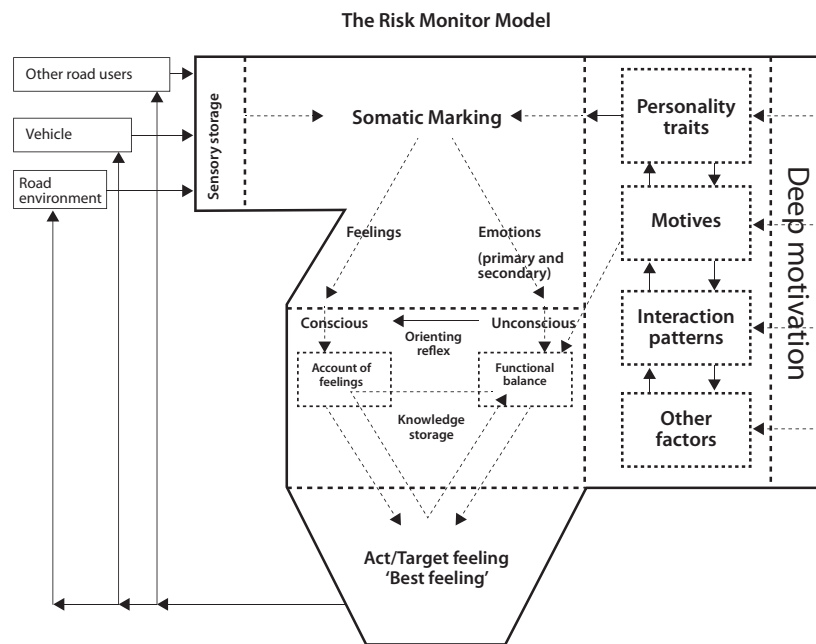 The Risk Monitor Model
Other road users
Vehicle
Road
environment
Sensory storage
Somatic Marking
Personality
traits
Motives
Interaction
patterns
Other
factors
Deep motivation
Feelings
Emotions
(primary and
secondary)
Conscious
Unconscious
Orienting
reflex
Account of
feelings
Functional
balance
Knowledge
storage
Act/Target feeling
‘Best feeling’